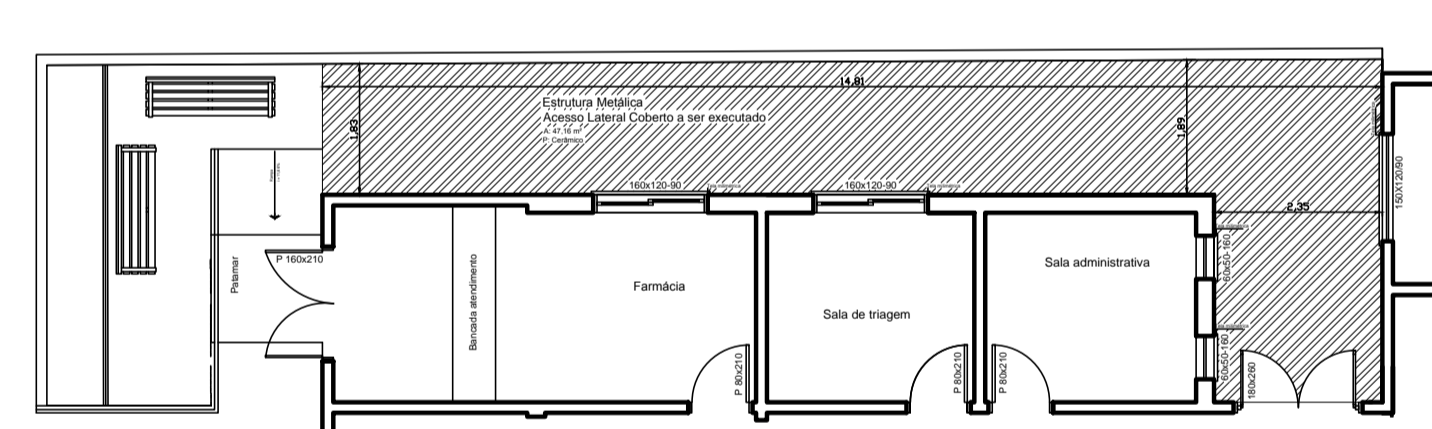 14,81
Estrutura Metálica
Acesso Lateral Coberto a ser executado
A: 47,16 m²
P: Cerâmico
1,83
1,89
160x120-90
160x120-90
150X120/90
2,35
P 160x210
Patamar
Bancada atendimento
Farmácia
Sala de triagem
Sala administrativa
60x50-160
60x50-160
P 80x210
P 80x210
P 80x210
180x260